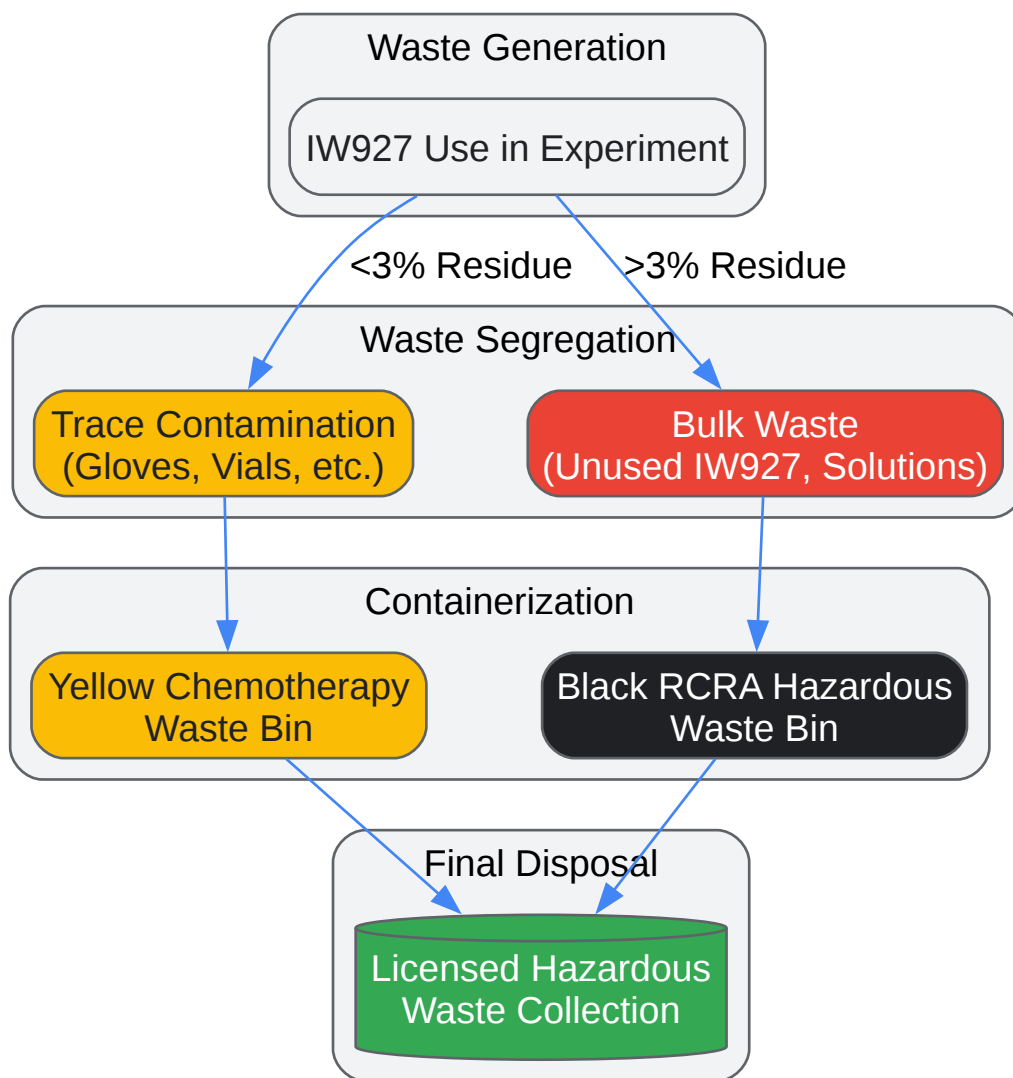 Waste Generation
IW927 Use in Experiment
<3% Residue
>3% Residue
Waste Segregation
Trace Contamination
(Gloves, Vials, etc.)
Bulk Waste
(Unused IW927, Solutions)
Containerization
Yellow Chemotherapy
Waste Bin
Black RCRA Hazardous
Waste Bin
Final Disposal
Licensed Hazardous
Waste Collection